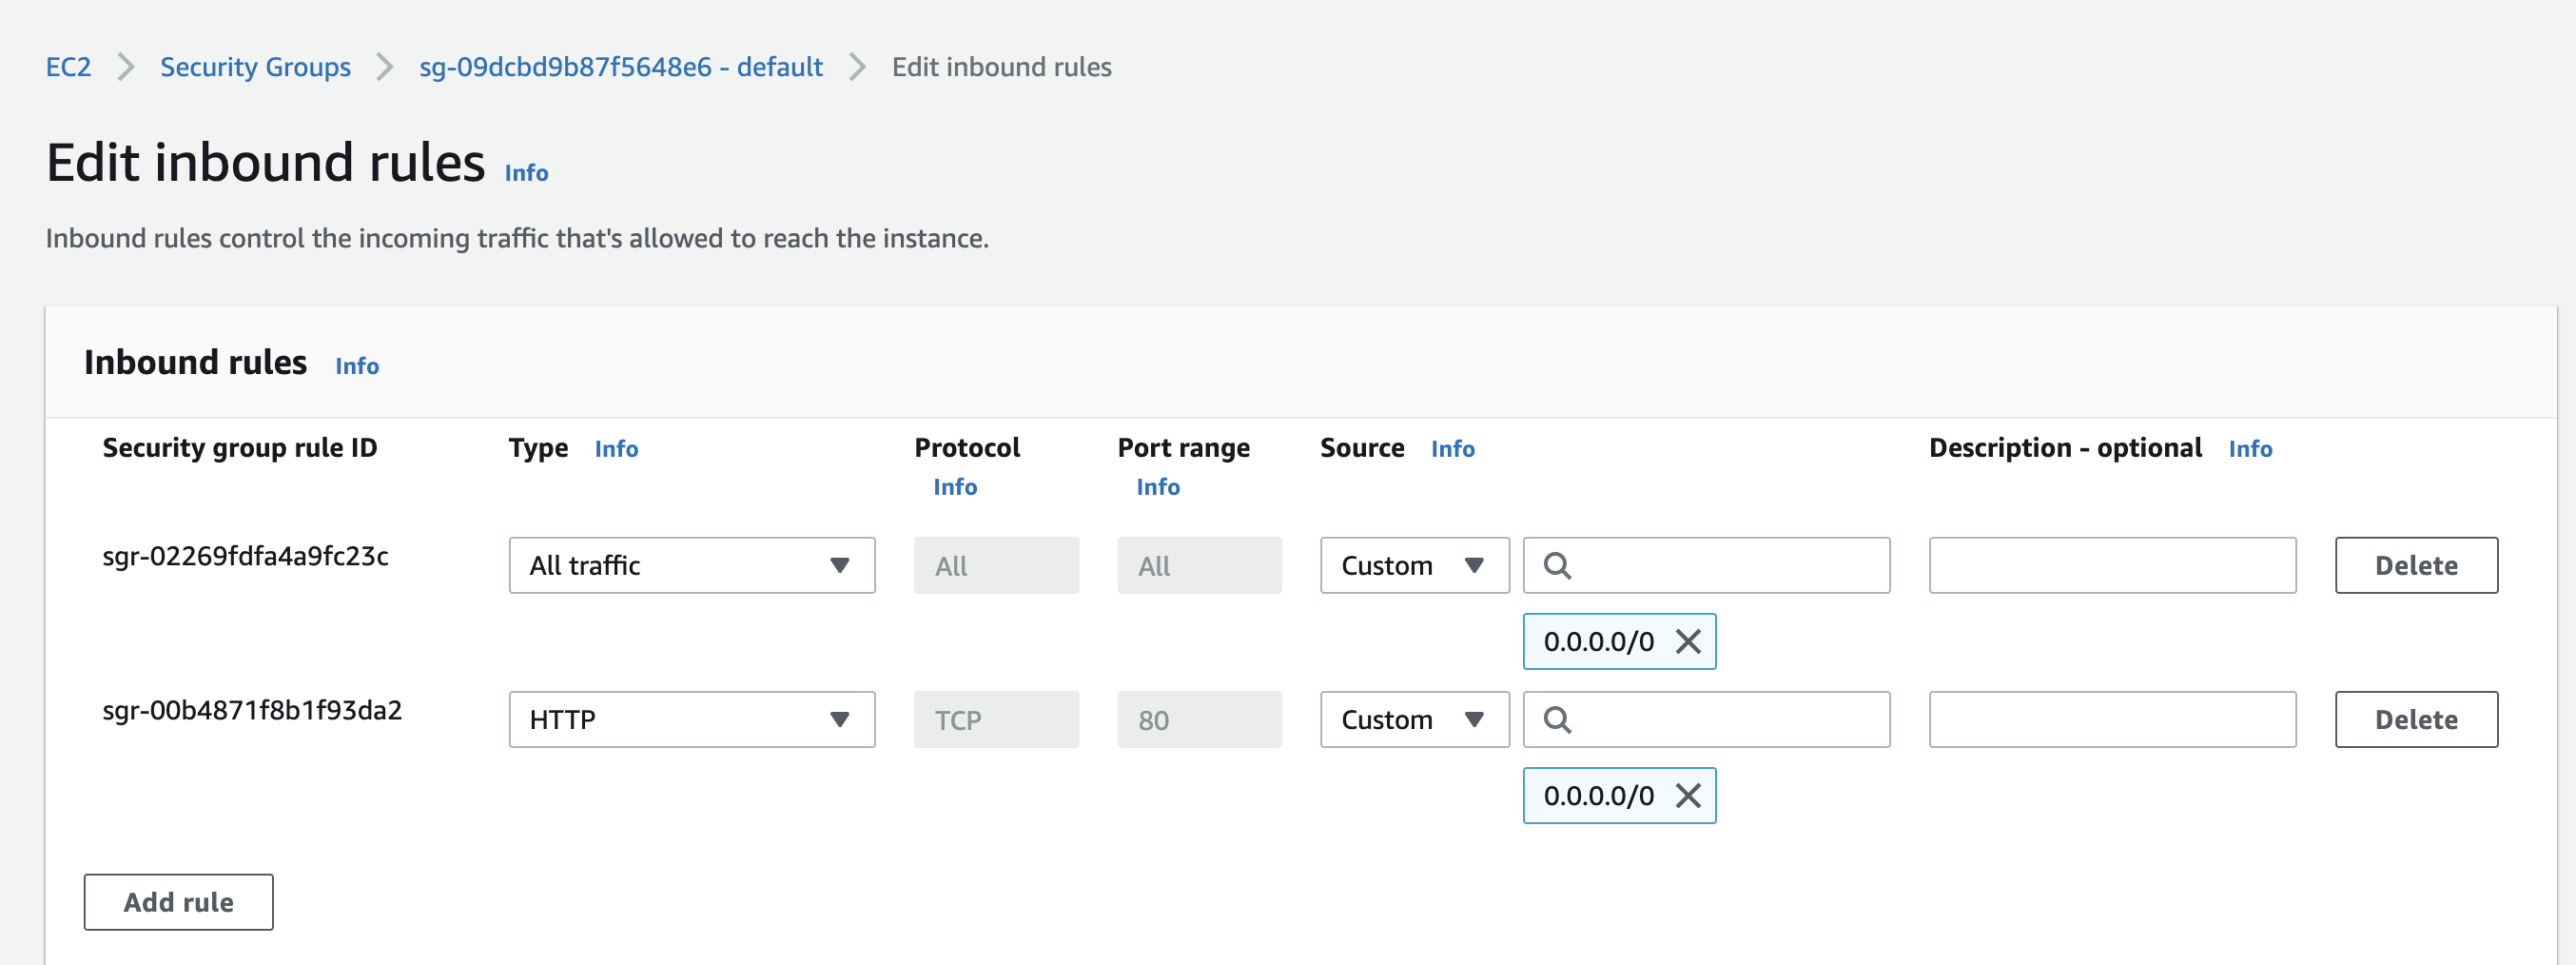 EC2 > Security Groups > sg-09dcbd9b87f5648e6 - default > Edit inbound rules
Edit inbound rules Info
Inbound rules control the incoming traffic that's allowed to reach the instance.
Inbound rules Info
Security group rule ID Type Info Protocol Info Port range Info Source Info Description - optional Info
sgr-02269fdfa4a9fc23c All traffic All All Custom Delete
0.0.0.0/0
sgr-00b4871f8b1f93da2 HTTP TCP 80 Custom Delete
0.0.0.0/0
Add rule